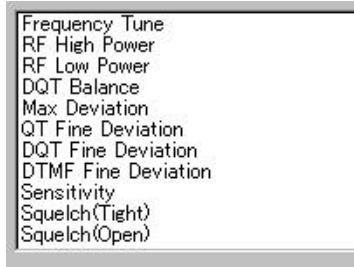 Frequency Tune
RF High Power
RF Low Power
DQT Balance
Max Deviation
QT Fine Deviation
DQT Fine Deviation
DTMF Fine Deviation
Sensitivity
Squelch(Tight)
Squelch(Open)